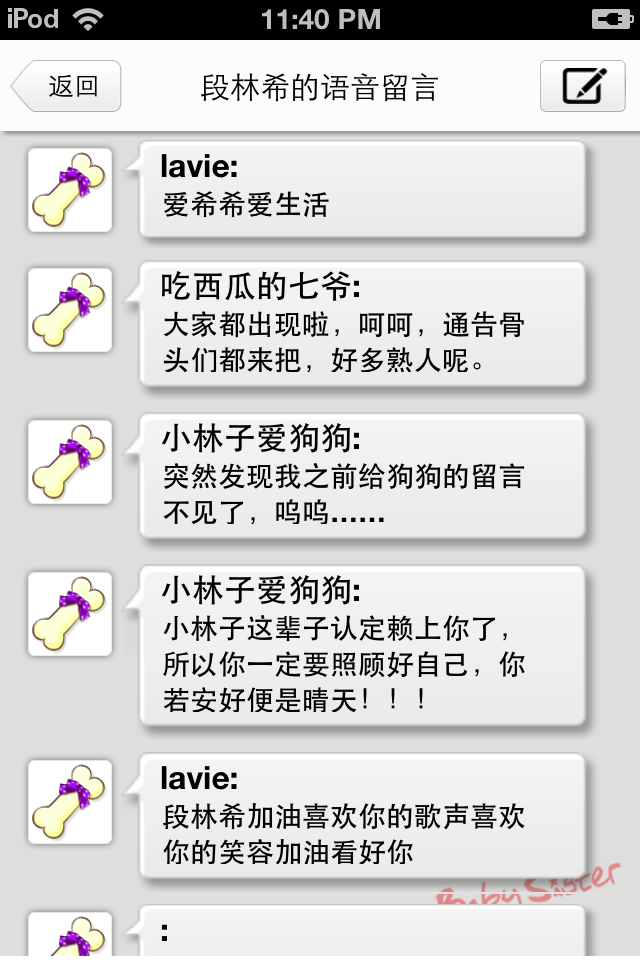 iPod 11:40 PM
返回 段林希的语音留言
lavie:
爱希希爱生活
吃西瓜的七爷:
大家都出现啦，呵呵，通告骨
头们都来把，好多熟人呢。
小林子爱狗狗:
突然发现我之前给狗狗的留言
不见了，呜呜......
小林子爱狗狗:
小林子这辈子认定赖上你了，
所以你一定要照顾好自己，你
若安好便是晴天！！！
lavie:
段林希加油喜欢你的歌声喜欢
你的笑容加油看好你
Baby Sister
: